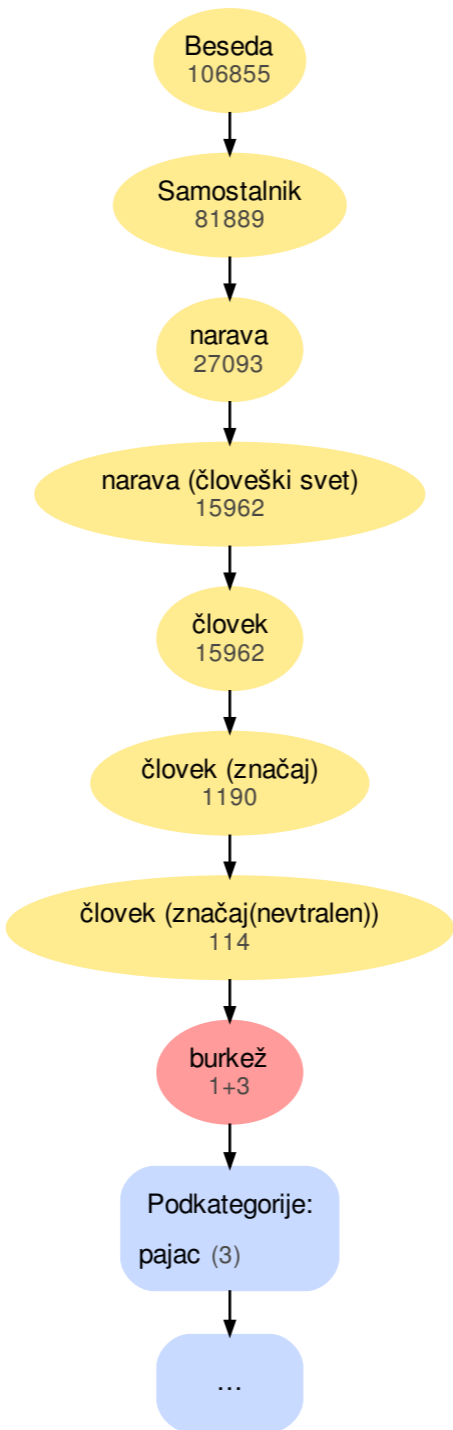 Beseda
106855
Samostalnik
81889
narava
27093
narava (človeški svet)
15962
človek
15962
človek (značaj)
1190
človek (značaj(nevtralen))
114
burkež
1+3
Podkategorije:
pajac (3)
...